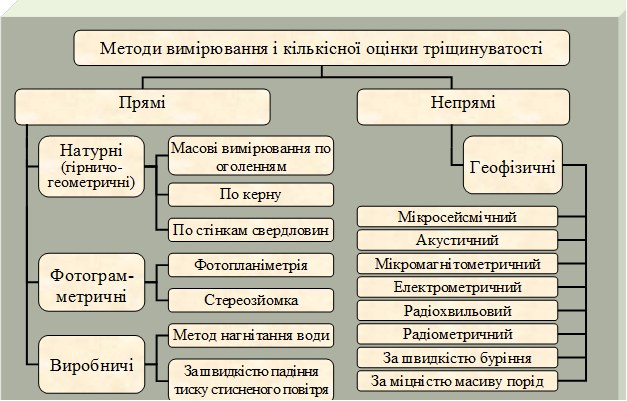 Методи вимірювання і кількісної оцінки тріщинуватості
Прямі
Натурні
(гірничо-
геометричні)
Масові вимірювання по
оголенням
По керну
По стінкам свердловин
Фотограм-
метричні
Фотопланіметрія
Стереозйомка
Виробничі
Метод нагнітання води
За швидкістю падіння
тиску стисненого повітря
Непрямі
Геофізичні
Мікросейсмічний
Акустичний
Мікромагнітометричний
Електрометричний
Радіохвильовий
Радіометричний
За швидкістю буріння
За міцністю масиву порід